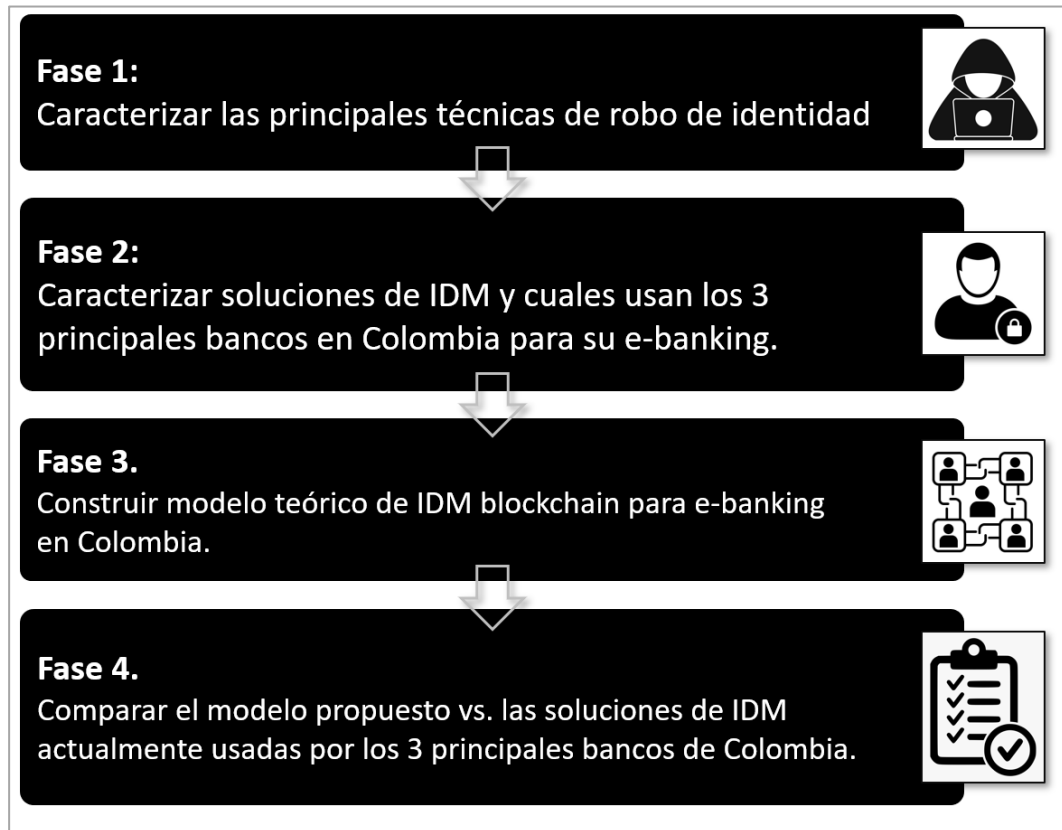 Fase 1:
Caracterizar las principales técnicas de robo de identidad
Fase 2:
Caracterizar soluciones de IDM y cuales usan los 3
principales bancos en Colombia para su e-banking.
Fase 3.
Construir modelo teórico de IDM blockchain para e-banking
en Colombia.
Fase 4.
Comparar el modelo propuesto vs. las soluciones de IDM
actualmente usadas por los 3 principales bancos de Colombia.